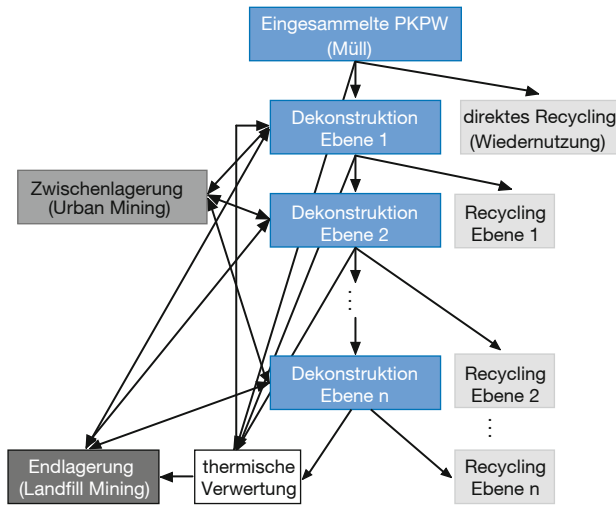 Eingesammelte PKPW
(Müll)
Dekonstruktion
Ebene 1
direktes Recycling
(Wiedernutzung)
Zwischenlagerung
(Urban Mining)
Dekonstruktion
Ebene 2
Recycling
Ebene 1
Dekonstruktion
Ebene n
Recycling
Ebene 2
Endlagerung
(Landfill Mining)
thermische
Verwertung
Recycling
Ebene n